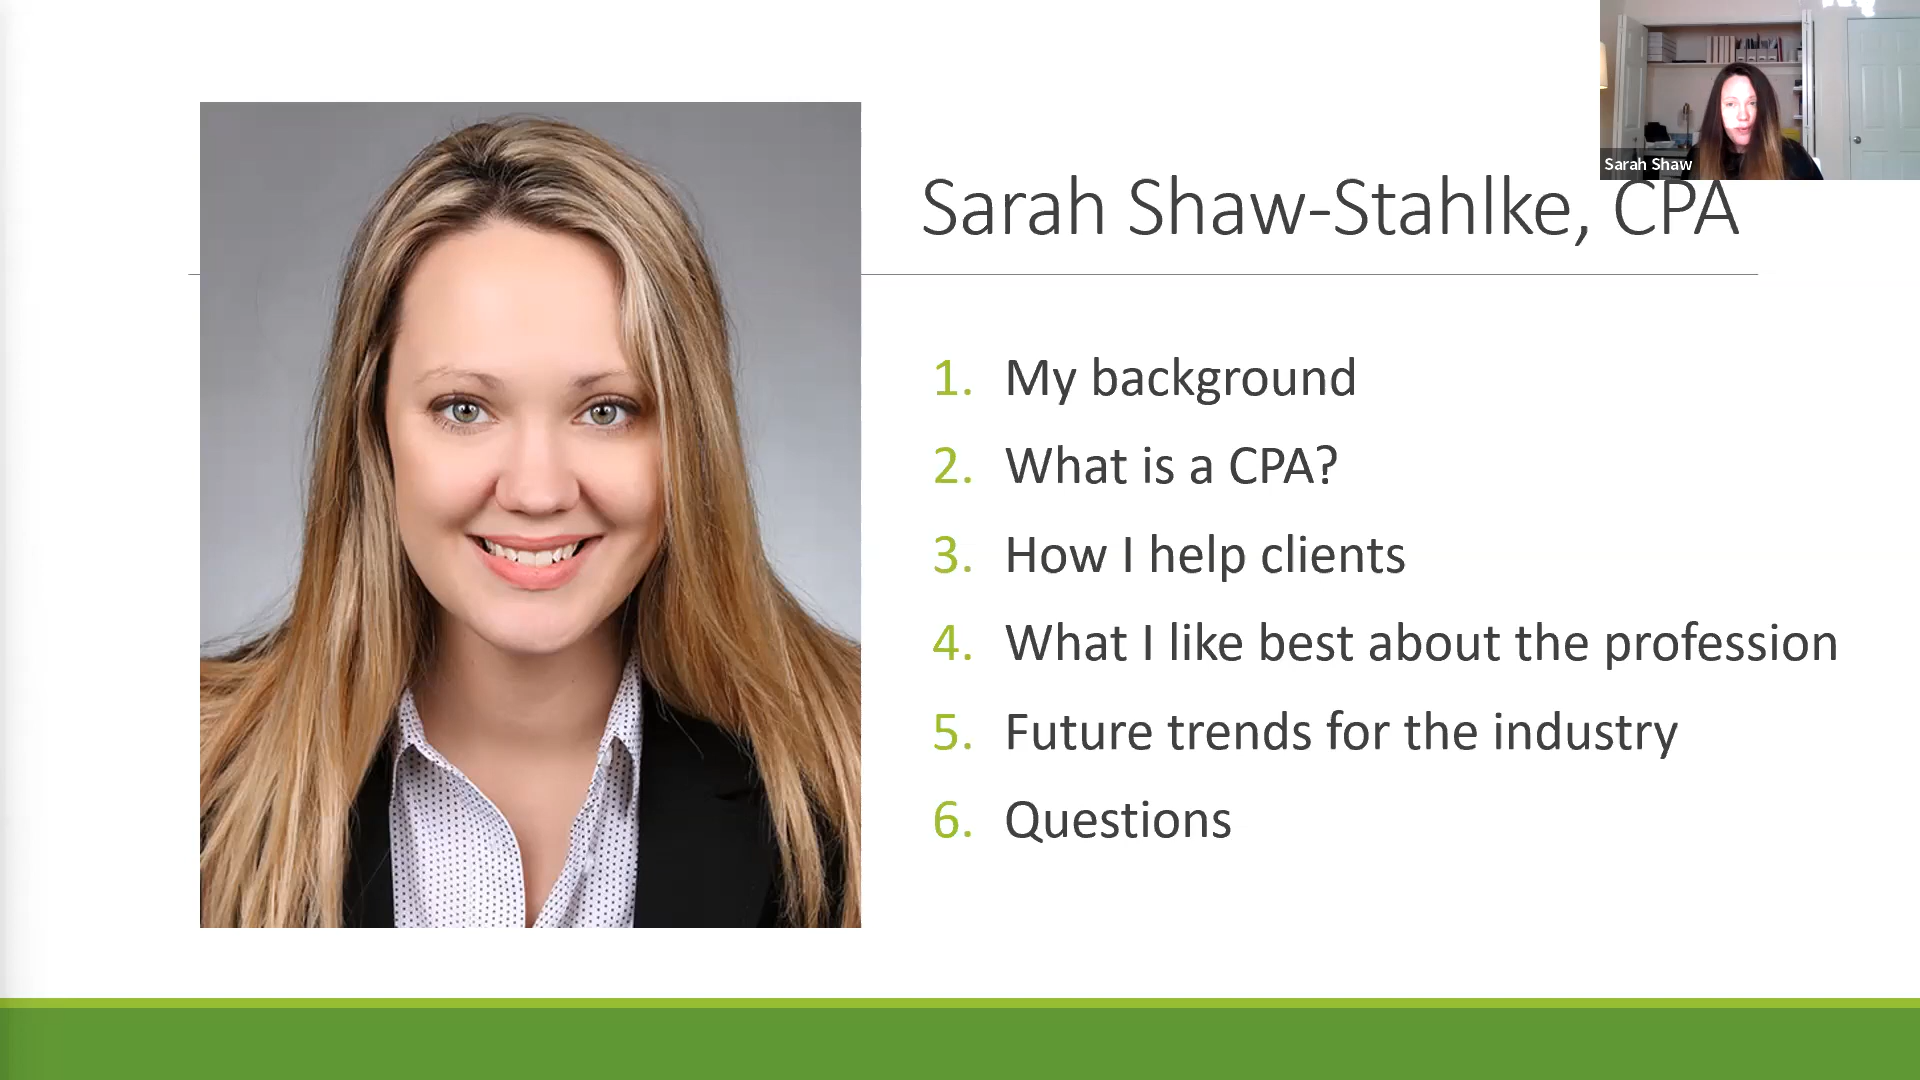 Sarah Shaw
Sarah Shaw-Stahlke, CPA
1. My background
2. What is a CPA?
3. How I help clients
4. What I like best about the profession
5. Future trends for the industry
6. Questions